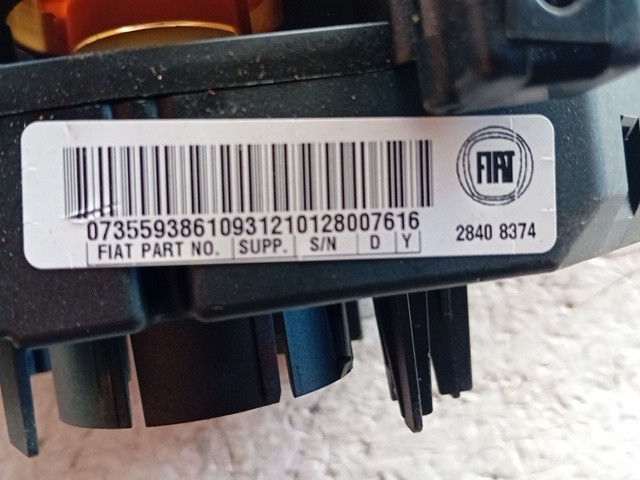 FIAT
07355938610931210128007616
FIAT PART NO. SUPP. S/N D Y
2840 8374